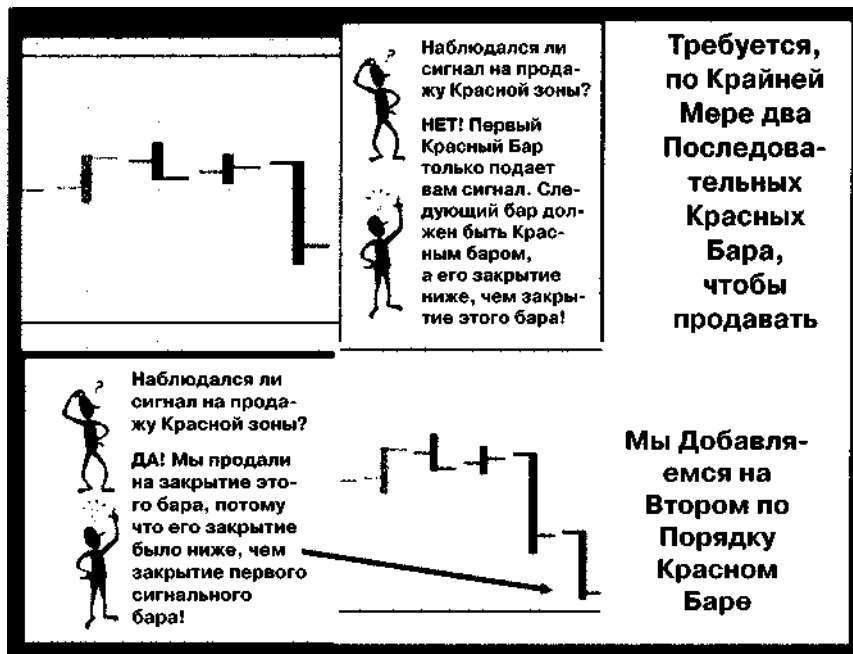 Наблюдался ли
сигнал на прода-
жу Красной зоны?
НЕТ! Первый
Красный Бар
только подает
вам сигнал. Сле-
дующий бар дол-
жен быть Крас-
ным баром,
а его закрытие
ниже, чем закры-
тие этого бара!
Требуется,
по Крайней
Мере два
Последова-
тельных
Красных
Бара,
чтобы
продавать
Наблюдался ли
сигнал на прода-
жу Красной зоны?
ДА! Мы продали
на закрытие это-
го бара, потому
что его закрытие
было ниже, чем
закрытие первого
сигнального
бара!
Мы Добавля-
емся на
Втором по
Порядку
Красном
Баре